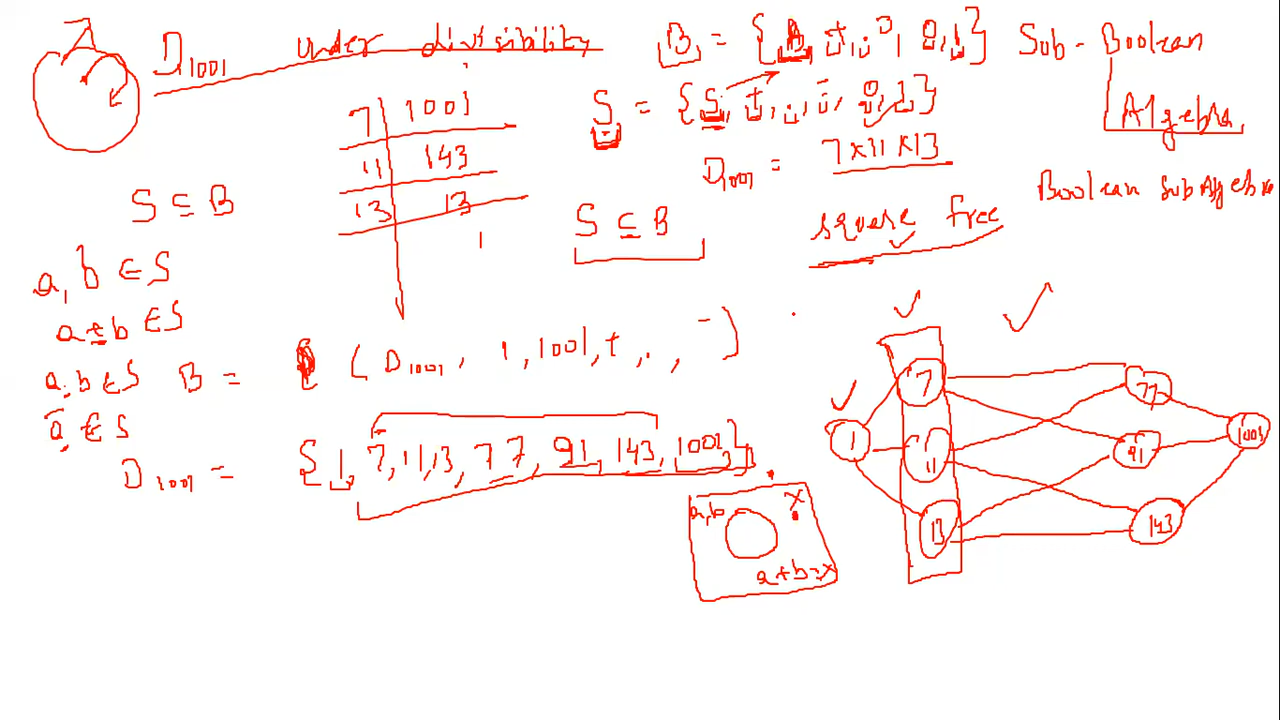 D1001 under divisibility
7 | 1001
11 | 143
13 | 13
1
B = {B, +, ., -, 0, 1} Sub-Boolean
Algebra
S = {S, +, ., -, 0, 1}
D1001 = 7×11×13
Boolean SubAlgebra
S ⊆ B
S ⊆ B
square free
a, b ∈ S
a + b ∈ S
a . b ∈ S
B = (D1001, 1, 1001, +, ., -)
D1001 = {1, 7, 11, 13, 77, 91, 143, 1001}
a, b x
a + b = x
1
7
11
13
77
91
143
1001